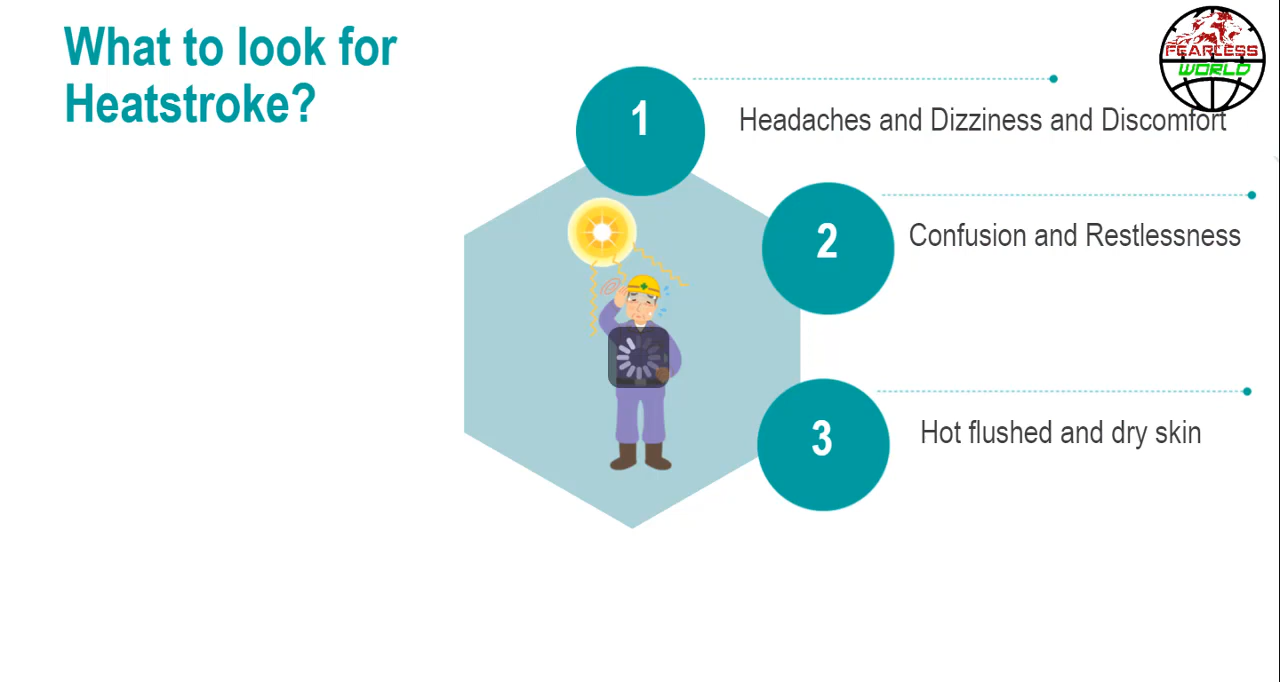 What to look for
Heatstroke?
FEARLESS
WORLD
1
Headaches and Dizziness and Discomfort
2
Confusion and Restlessness
3
Hot flushed and dry skin